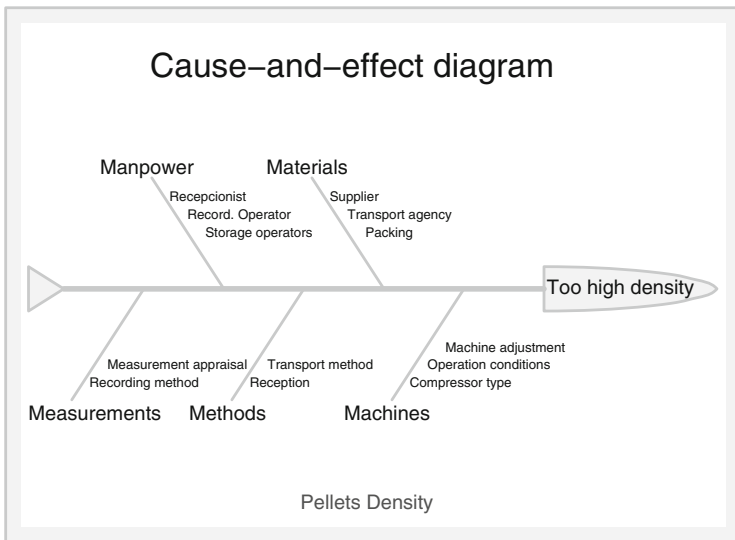 Cause–and–effect diagram
Manpower
Materials
Recepcionist
Record. Operator
Storage operators
Supplier
Transport agency
Packing
Too high density
Measurement appraisal
Recording method
Transport method
Reception
Machine adjustment
Operation conditions
Compressor type
Measurements
Methods
Machines
Pellets Density